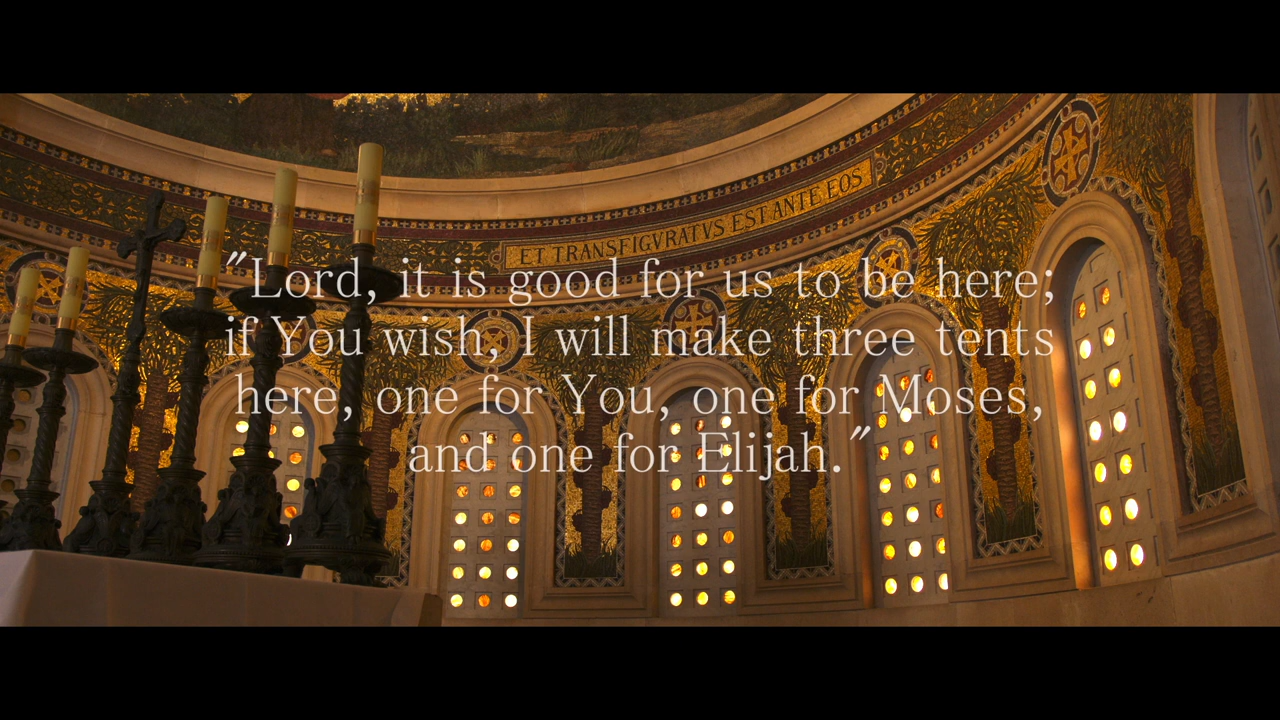 ET TRANSFIGVRATVS EST ANTE EOS
"Lord, it is good for us to be here;
if You wish, I will make three tents
here, one for You, one for Moses,
and one for Elijah."